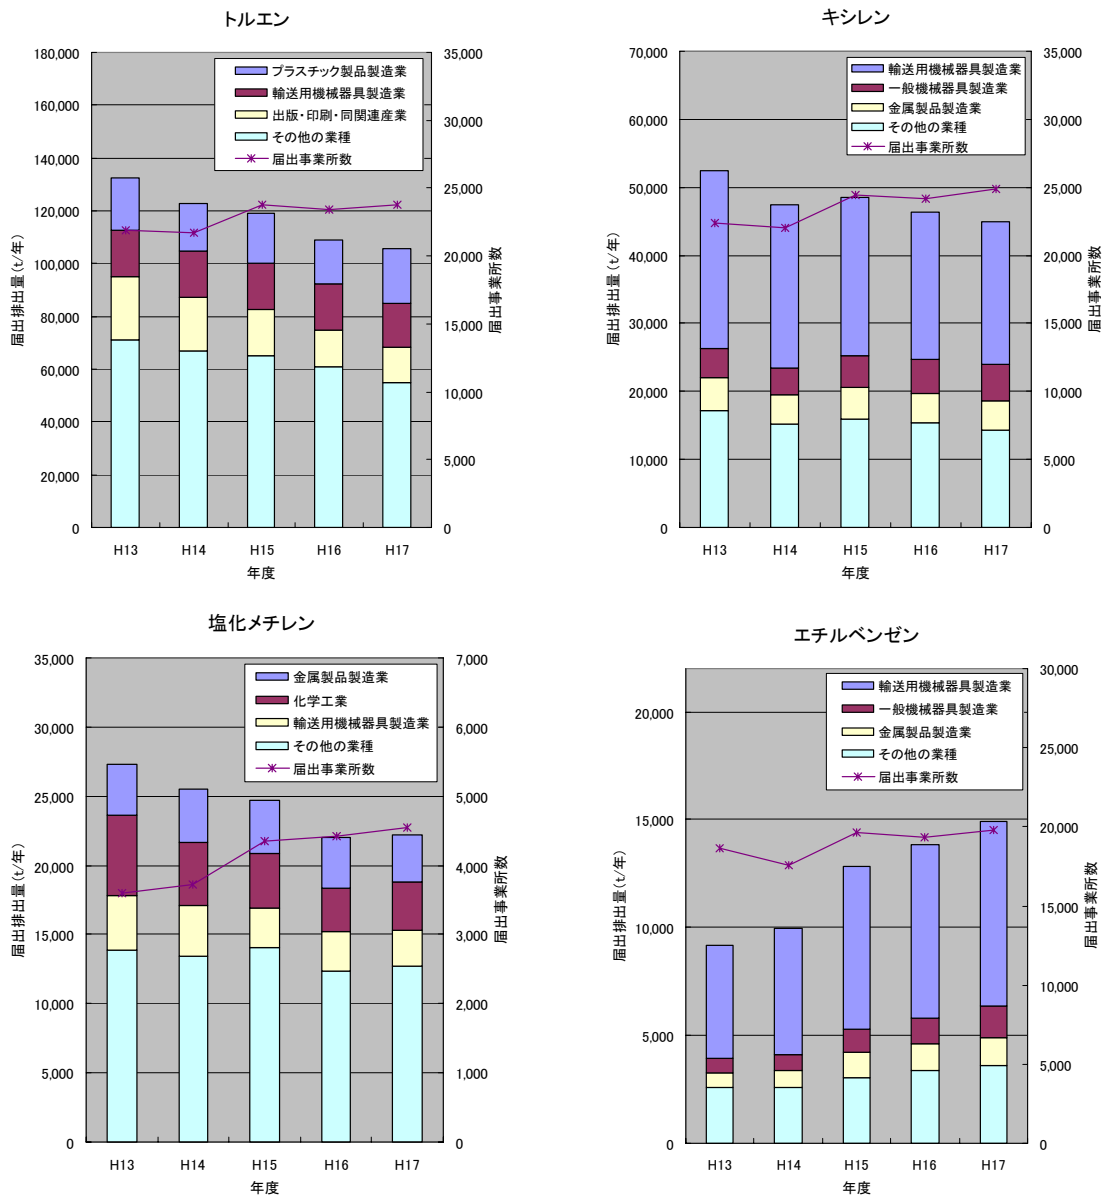 トルエン
180,000
160,000
140,000
120,000
100,000
80,000
60,000
40,000
20,000
0
届出排出量(t/年)
プラスチック製品製造業
輸送用機械器具製造業
出版・印刷・同関連産業
その他の業種
届出事業所数
35,000
30,000
25,000
20,000
15,000
10,000
5,000
0
届出事業所数
H13 H14 H15 H16 H17
年度
キシレン
70,000
60,000
50,000
40,000
30,000
20,000
10,000
0
届出排出量(t/年)
輸送用機械器具製造業
一般機械器具製造業
金属製品製造業
その他の業種
届出事業所数
35,000
30,000
25,000
20,000
15,000
10,000
5,000
0
届出事業所数
H13 H14 H15 H16 H17
年度
塩化メチレン
35,000
30,000
25,000
20,000
15,000
10,000
5,000
0
届出排出量(t/年)
金属製品製造業
化学工業
輸送用機械器具製造業
その他の業種
届出事業所数
7,000
6,000
5,000
4,000
3,000
2,000
1,000
0
届出事業所数
H13 H14 H15 H16 H17
年度
エチルベンゼン
20,000
15,000
10,000
5,000
0
届出排出量(t/年)
輸送用機械器具製造業
一般機械器具製造業
金属製品製造業
その他の業種
届出事業所数
30,000
25,000
20,000
15,000
10,000
5,000
0
届出事業所数
H13 H14 H15 H16 H17
年度